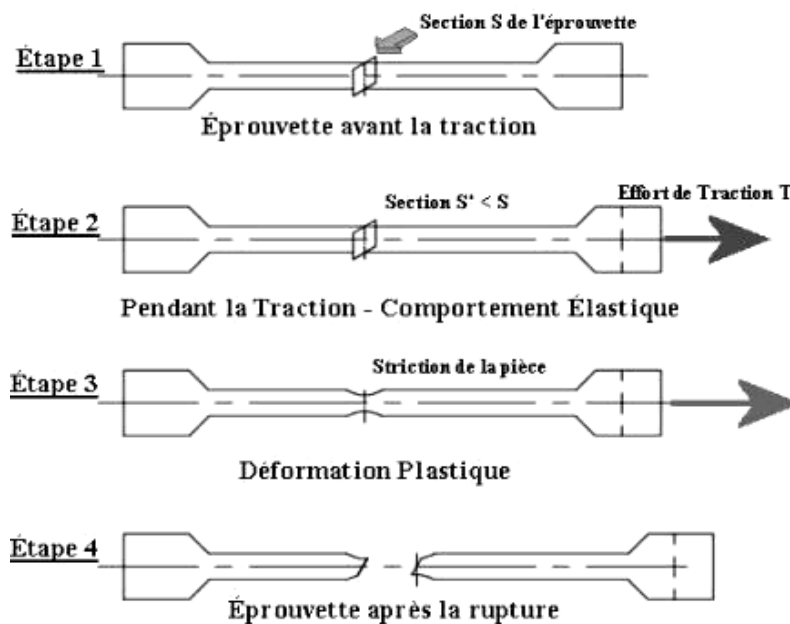 Section S de l'éprouvette
Étape 1
Éprouvette avant la traction
Section S' < S
Effort de Traction T
Étape 2
Pendant la Traction - Comportement Élastique
Striction de la pièce
Étape 3
Déformation Plastique
Étape 4
Éprouvette après la rupture